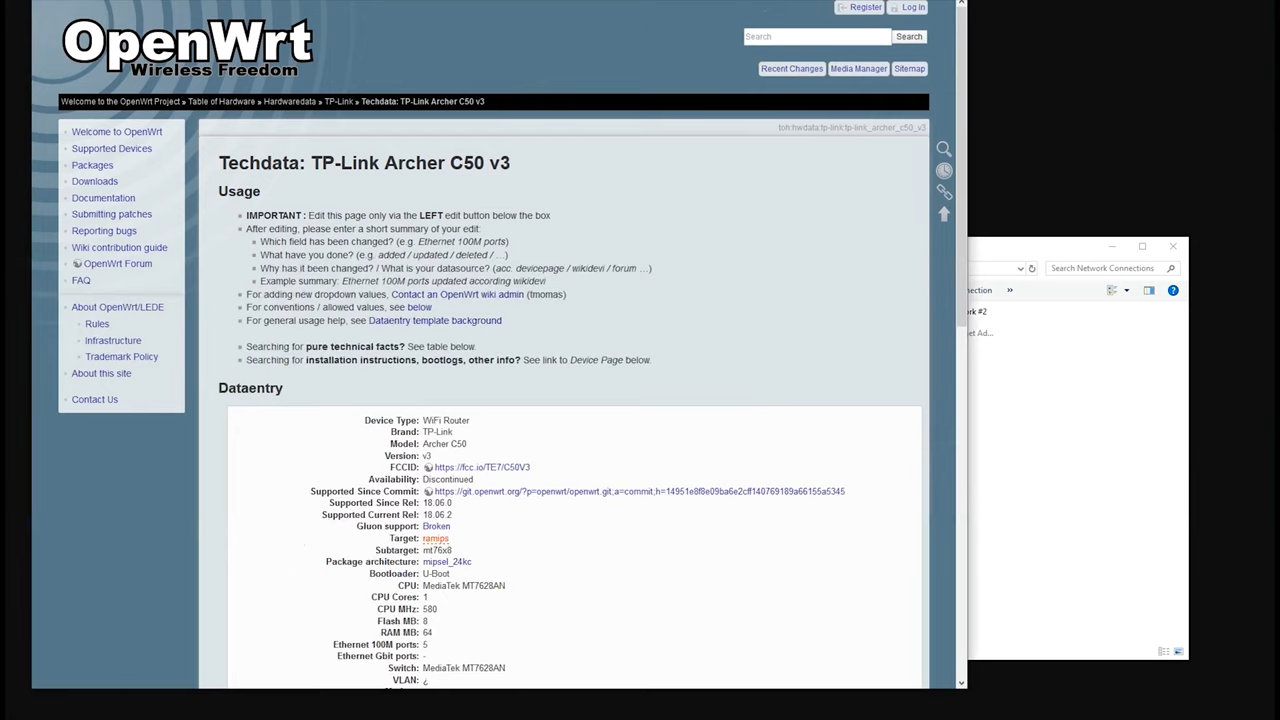 Register
Log In
OpenWrt
Wireless Freedom
Search
Search
Recent Changes
Media Manager
Sitemap
Welcome to the OpenWrt Project » Table of Hardware » Hardwaredata » TP-Link » Techdata: TP-Link Archer C50 v3
toh:hwdata:tp-link:tp-link_archer_c50_v3
Welcome to OpenWrt
Supported Devices
Packages
Downloads
Documentation
Submitting patches
Reporting bugs
Wiki contribution guide
OpenWrt Forum
FAQ
About OpenWrt/LEDE
Rules
Infrastructure
Trademark Policy
About this site
Contact Us
Techdata: TP-Link Archer C50 v3
Usage
IMPORTANT : Edit this page only via the LEFT edit button below the box
After editing, please enter a short summary of your edit:
Which field has been changed? (e.g. Ethernet 100M ports)
What have you done? (e.g. added / updated / deleted / …)
Why has it been changed? / What is your datasource? (acc. devicepage / wikidevi / forum …)
Example summary: Ethernet 100M ports updated according wikidevi
For adding new dropdown values, Contact an OpenWrt wiki admin (tmomas)
For conventions / allowed values, see below
For general usage help, see Dataentry template background
Searching for pure technical facts? See table below.
Searching for installation instructions, bootlogs, other info? See link to Device Page below.
Dataentry
Device Type: WiFi Router
Brand: TP-Link
Model: Archer C50
Version: v3
FCCID: https://fcc.io/TE7/C50V3
Availability: Discontinued
Supported Since Commit: https://git.openwrt.org/?p=openwrt/openwrt.git;a=commit;h=14951e8f8e09ba6e2cff140769189a66155a5345
Supported Since Rel: 18.06.0
Supported Current Rel: 18.06.2
Gluon support: Broken
Target: ramips
Subtarget: mt76x8
Package architecture: mipsel_24kc
Bootloader: U-Boot
CPU: MediaTek MT7628AN
CPU Cores: 1
CPU MHz: 580
Flash MB: 8
RAM MB: 64
Ethernet 100M ports: 5
Ethernet Gbit ports: -
Switch: MediaTek MT7628AN
VLAN: ¿
Search Network Connections
nection »
rk #2
et Ad...